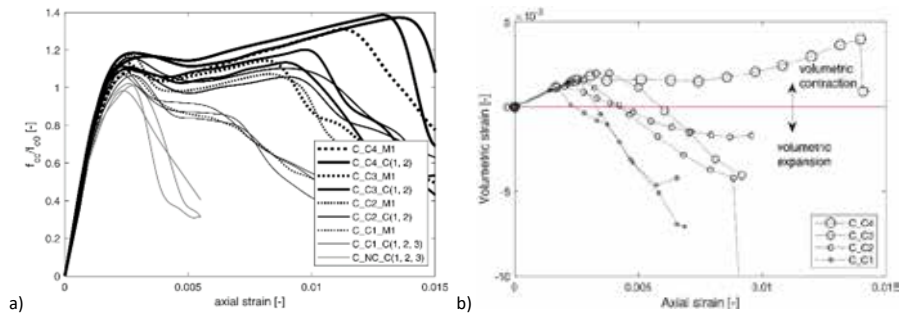 1.4
1.2
1
0.8
0.6
0.4
0.2
0
f_cc/f_c0 [-]
C_C4_M1
C_C4_C(1, 2)
C_C3_M1
C_C3_C(1, 2)
C_C2_M1
C_C2_C(1, 2)
C_C1_M1
C_C1_C(1, 2, 3)
C_NC_C(1, 2, 3)
0 0.005 0.01 0.015
axial strain [-]
a)
5
0
-5
-10
×10⁻³
Volumetric strain [-]
volumetric
contraction
volumetric
expansion
C_C4
C_C3
C_C2
C_C1
0 0.005 0.01 0.015
Axial strain [-]
b)